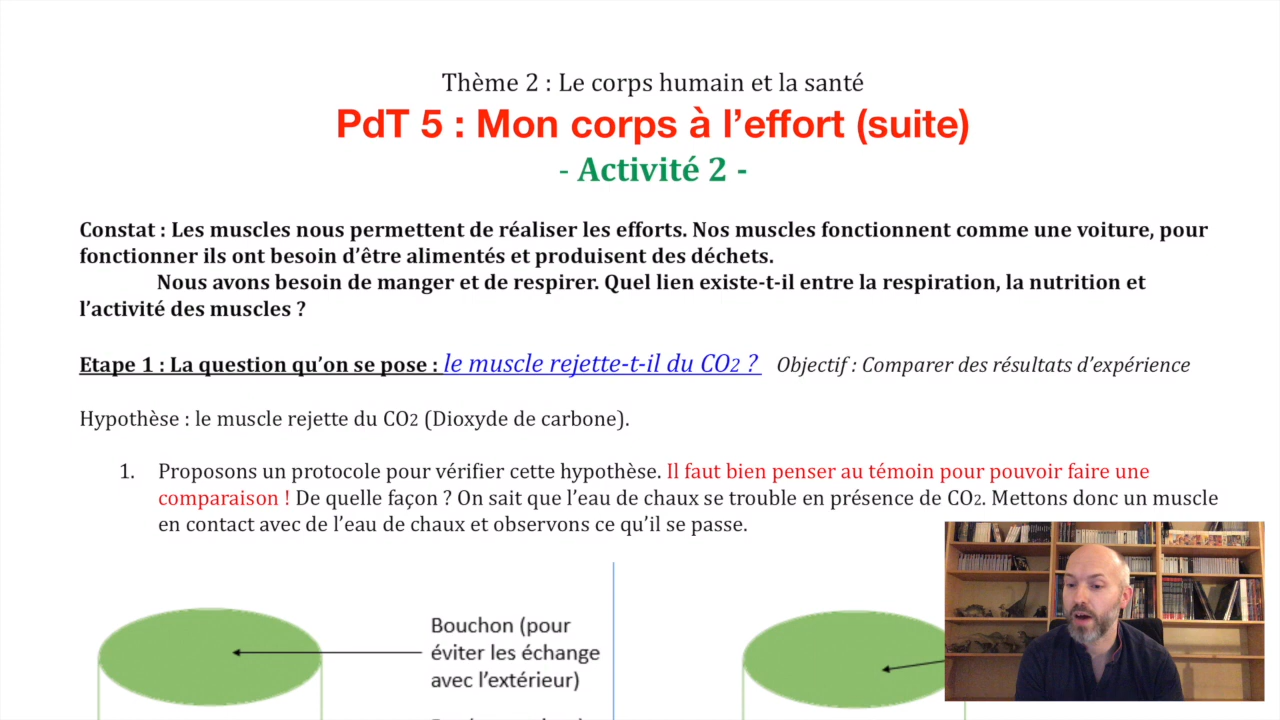 Thème 2 : Le corps humain et la santé
PdT 5 : Mon corps à l'effort (suite)
- Activité 2 -
Constat : Les muscles nous permettent de réaliser les efforts. Nos muscles fonctionnent comme une voiture, pour
fonctionner ils ont besoin d'être alimentés et produisent des déchets.
Nous avons besoin de manger et de respirer. Quel lien existe-t-il entre la respiration, la nutrition et
l'activité des muscles ?
Etape 1 : La question qu'on se pose : le muscle rejette-t-il du CO2 ? Objectif : Comparer des résultats d'expérience
Hypothèse : le muscle rejette du CO2 (Dioxyde de carbone).
1. Proposons un protocole pour vérifier cette hypothèse. Il faut bien penser au témoin pour pouvoir faire une
comparaison ! De quelle façon ? On sait que l'eau de chaux se trouble en présence de CO2. Mettons donc un muscle
en contact avec de l'eau de chaux et observons ce qu'il se passe.
Bouchon (pour
éviter les échange
avec l'extérieur)